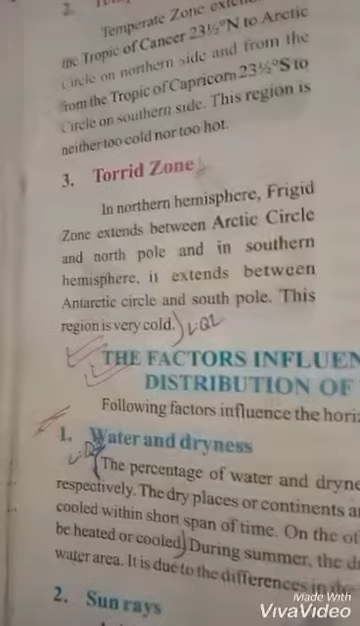 2.
Temperate Zone
the Tropic of Cancer 23½°N to Arctic
Circle on northern side and from the
from the Tropic of Capricorn 23½°S to
Circle on southern side. This region is
neither too cold nor too hot.
3. Torrid Zone
In northern hemisphere, Frigid
Zone extends between Arctic Circle
and north pole and in southern
hemisphere, it extends between
Antarctic circle and south pole. This
region is very cold.) LQ2
THE FACTORS INFLUEN
DISTRIBUTION OF
Following factors influence the hori
1. Water and dryness
The percentage of water and dryne
respectively. The dry places or continents a
cooled within short span of time. On the ot
be heated or cooled.) During summer, the d
water area. It is due to the differences in the
2. Sun rays
Made With
VivaVideo